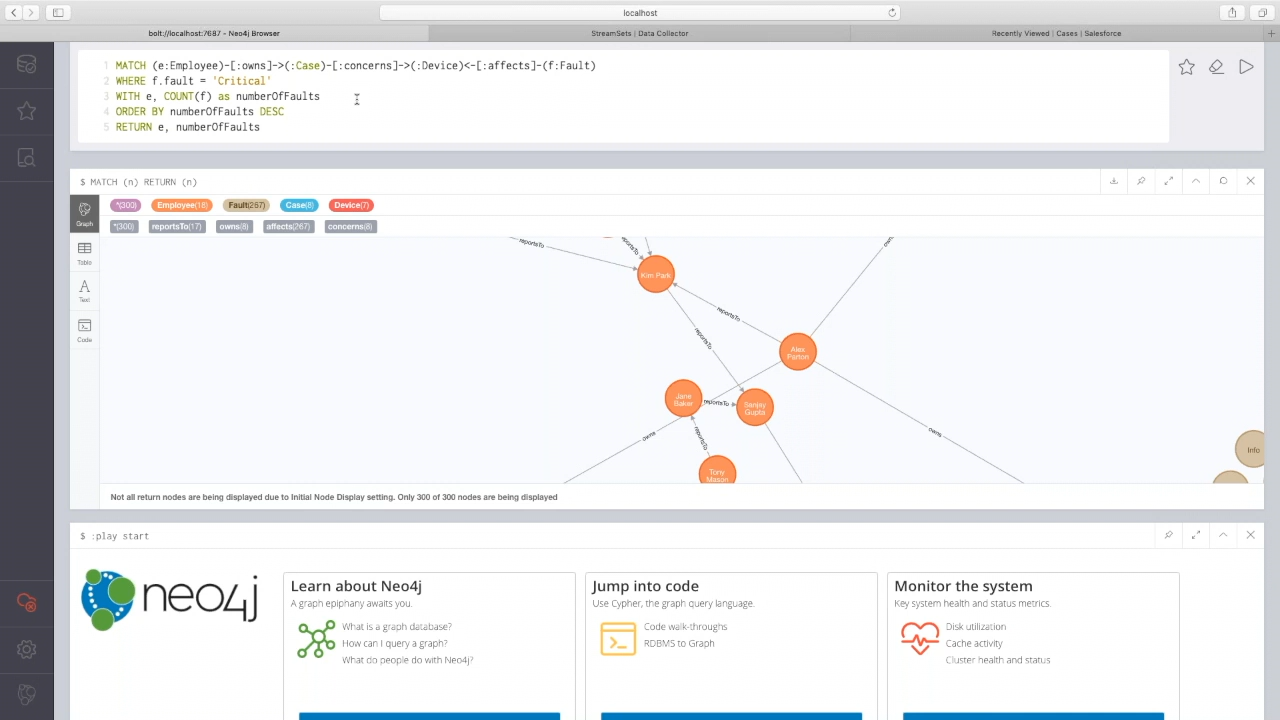 localhost
bolt://localhost:7687 - Neo4j Browser
StreamSets | Data Collector
Recently Viewed | Cases | Salesforce
1 MATCH (e:Employee)-[:owns]->(:Case)-[:concerns]->(:Device)<-[:affects]-(f:Fault)
2 WHERE f.fault = 'Critical'
3 WITH e, COUNT(f) as numberOfFaults
4 ORDER BY numberOfFaults DESC
5 RETURN e, numberOfFaults
$ MATCH (n) RETURN (n)
Graph
*(300) Employee(18) Fault(267) Case(8) Device(7)
*(300) reportsTo(17) owns(8) affects(267) concerns(8)
Table
Text
Code
reportsTo
reportsTo
owns
Kim Park
reportsTo
reportsTo
Alex Parton
Jane Baker
reportsTo
Sanjay Gupta
owns
reportsTo
owns
Tony Mason
Info
Not all return nodes are being displayed due to Initial Node Display setting. Only 300 of 300 nodes are being displayed
$ :play start
neo4j
Learn about Neo4j
A graph epiphany awaits you.
What is a graph database?
How can I query a graph?
What do people do with Neo4j?
Jump into code
Use Cypher, the graph query language.
Code walk-throughs
RDBMS to Graph
Monitor the system
Key system health and status metrics.
Disk utilization
Cache activity
Cluster health and status